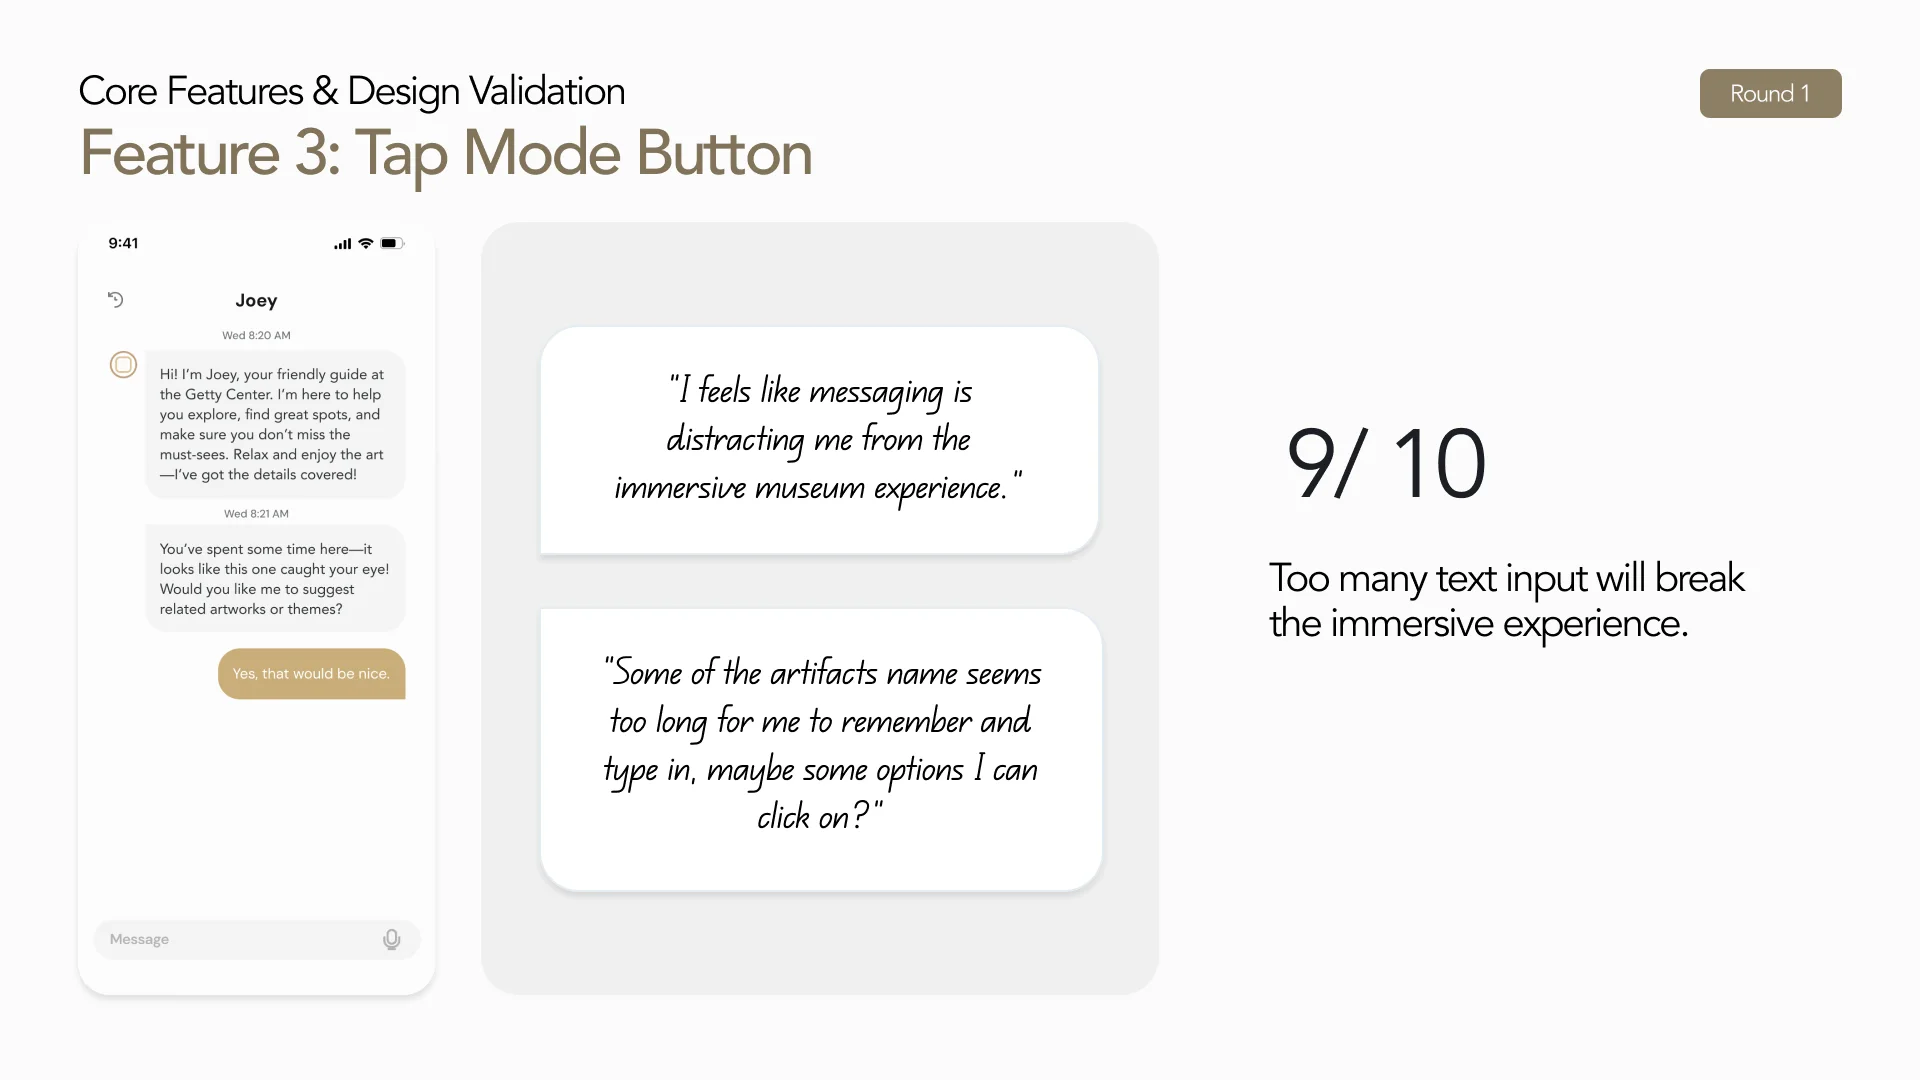 Core Features & Design Validation
Feature 3: Tap Mode Button
Round 1
9:41
Joey
Wed 8:20 AM
Hi! I’m Joey, your friendly guide at
the Getty Center. I’m here to help
you explore, find great spots, and
make sure you don’t miss the
must-sees. Relax and enjoy the art
—I’ve got the details covered!
Wed 8:21 AM
You’ve spent some time here—it
looks like this one caught your eye!
Would you like me to suggest
related artworks or themes?
Yes, that would be nice.
Message
"I feels like messaging is
distracting me from the
immersive museum experience."
"Some of the artifacts name seems
too long for me to remember and
type in, maybe some options I can
click on?"
9/ 10
Too many text input will break
the immersive experience.